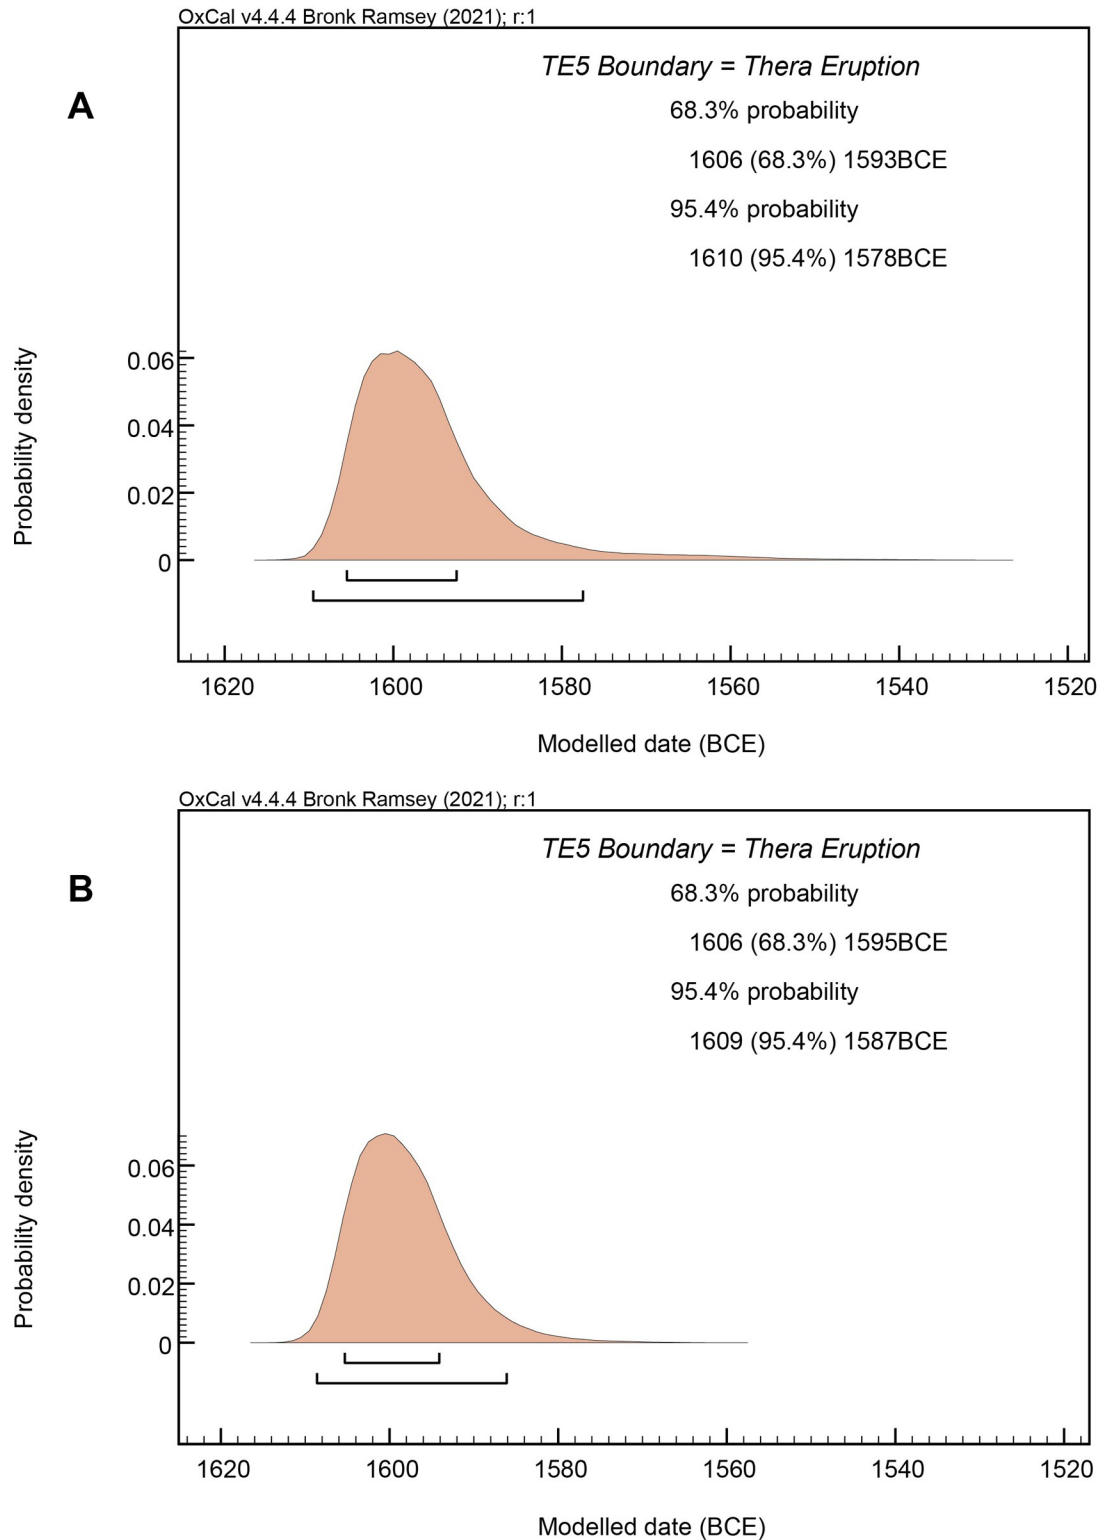 OxCal v4.4.4 Bronk Ramsey (2021); r:1
A
TE5 Boundary = Thera Eruption
68.3% probability
1606 (68.3%) 1593BCE
95.4% probability
1610 (95.4%) 1578BCE
Probability density
0.06
0.04
0.02
0
1620 1600 1580 1560 1540 1520
Modelled date (BCE)
OxCal v4.4.4 Bronk Ramsey (2021); r:1
B
TE5 Boundary = Thera Eruption
68.3% probability
1606 (68.3%) 1595BCE
95.4% probability
1609 (95.4%) 1587BCE
Probability density
0.06
0.04
0.02
0
1620 1600 1580 1560 1540 1520
Modelled date (BCE)